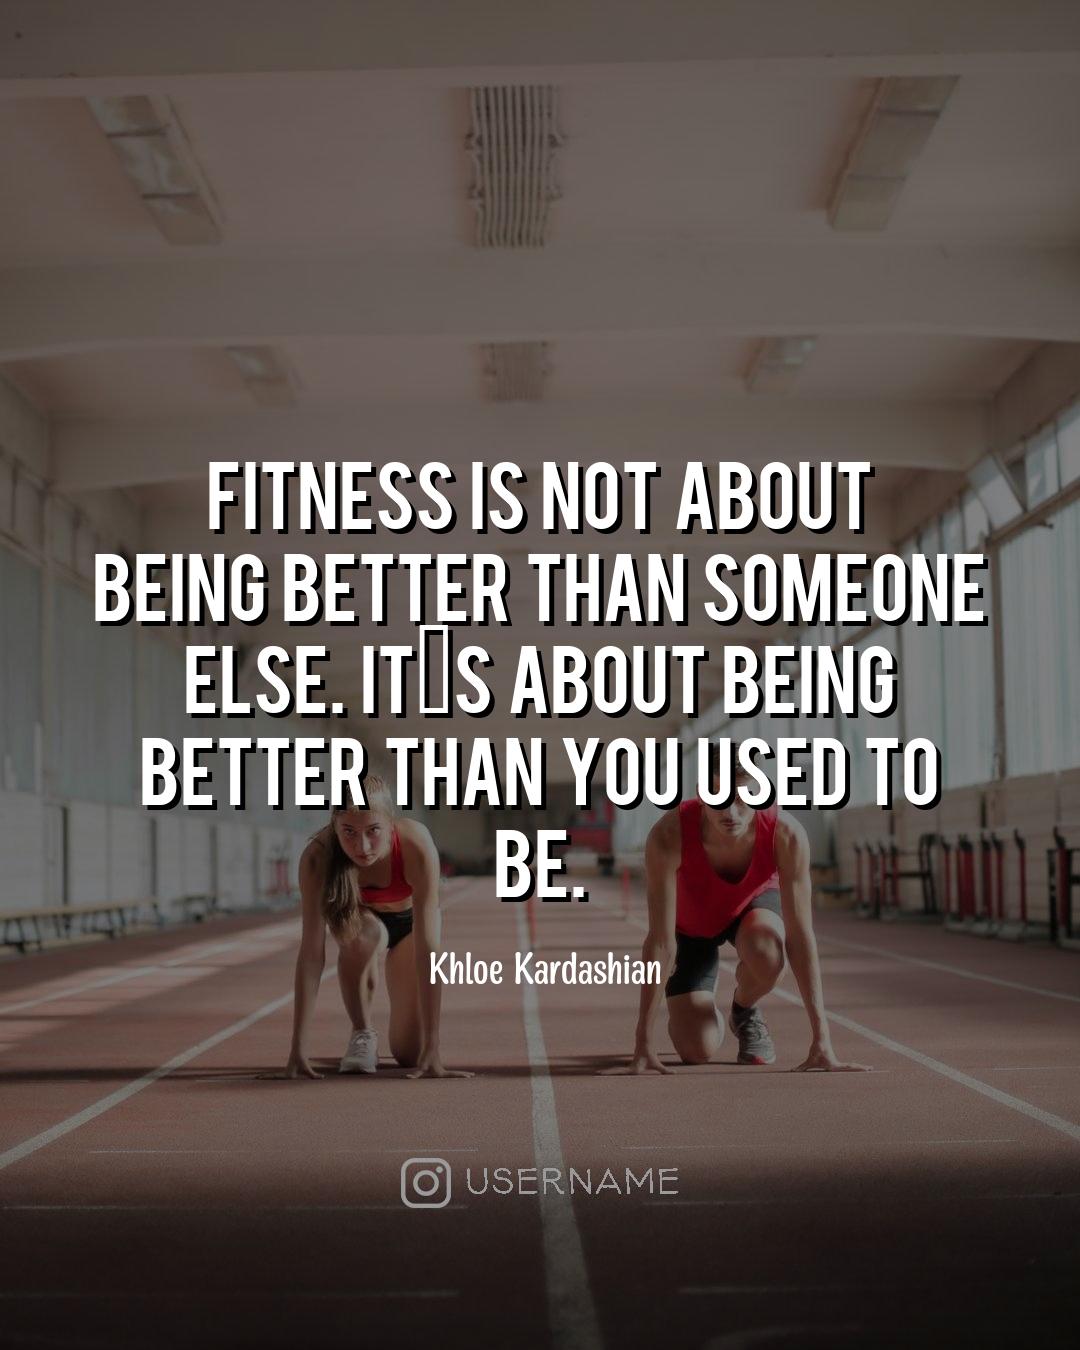 FITNESS IS NOT ABOUT
BEING BETTER THAN SOMEONE
ELSE. IT▯S ABOUT BEING
BETTER THAN YOU USED TO
BE.
Khloe Kardashian
USERNAME